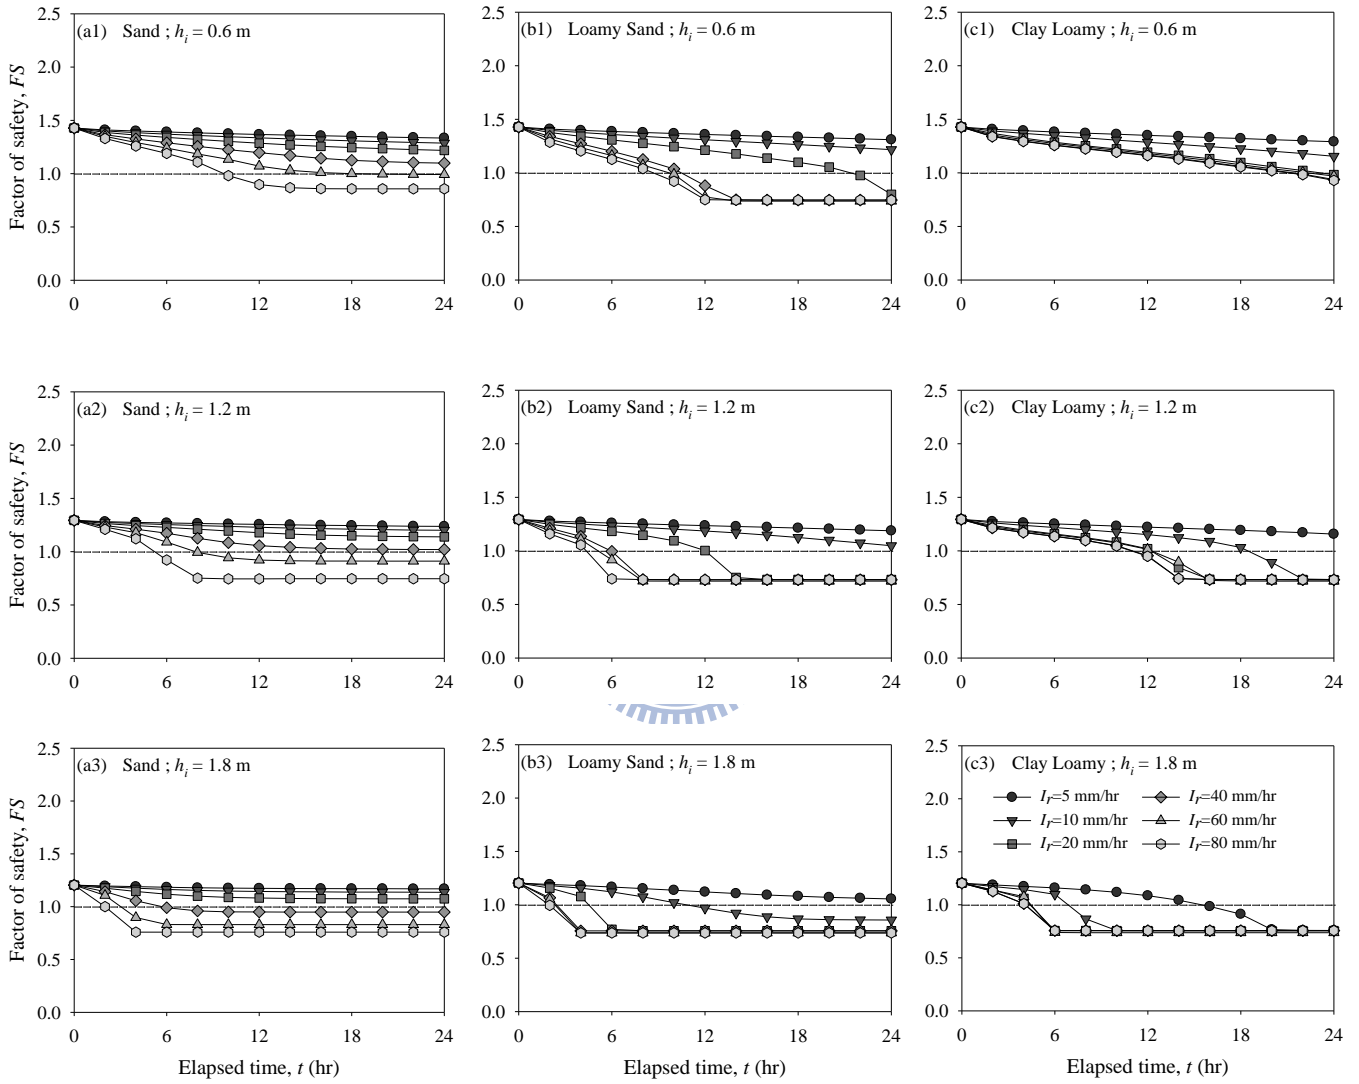 (a1) Sand ; hᵢ = 0.6 m
(b1) Loamy Sand ; hᵢ = 0.6 m
(c1) Clay Loamy ; hᵢ = 0.6 m
Factor of safety, FS
2.5
2.0
1.5
1.0
0.5
0.0
0 6 12 18 24
2.5
2.0
1.5
1.0
0.5
0.0
0 6 12 18 24
2.5
2.0
1.5
1.0
0.5
0.0
0 6 12 18 24
(a2) Sand ; hᵢ = 1.2 m
(b2) Loamy Sand ; hᵢ = 1.2 m
(c2) Clay Loamy ; hᵢ = 1.2 m
Factor of safety, FS
2.5
2.0
1.5
1.0
0.5
0.0
0 6 12 18 24
2.5
2.0
1.5
1.0
0.5
0.0
0 6 12 18 24
2.5
2.0
1.5
1.0
0.5
0.0
0 6 12 18 24
(a3) Sand ; hᵢ = 1.8 m
(b3) Loamy Sand ; hᵢ = 1.8 m
(c3) Clay Loamy ; hᵢ = 1.8 m
Iᵣ=5 mm/hr Iᵣ=40 mm/hr
Iᵣ=10 mm/hr Iᵣ=60 mm/hr
Iᵣ=20 mm/hr Iᵣ=80 mm/hr
Factor of safety, FS
2.5
2.0
1.5
1.0
0.5
0.0
0 6 12 18 24
Elapsed time, t (hr)
2.5
2.0
1.5
1.0
0.5
0.0
0 6 12 18 24
Elapsed time, t (hr)
2.5
2.0
1.5
1.0
0.5
0.0
0 6 12 18 24
Elapsed time, t (hr)